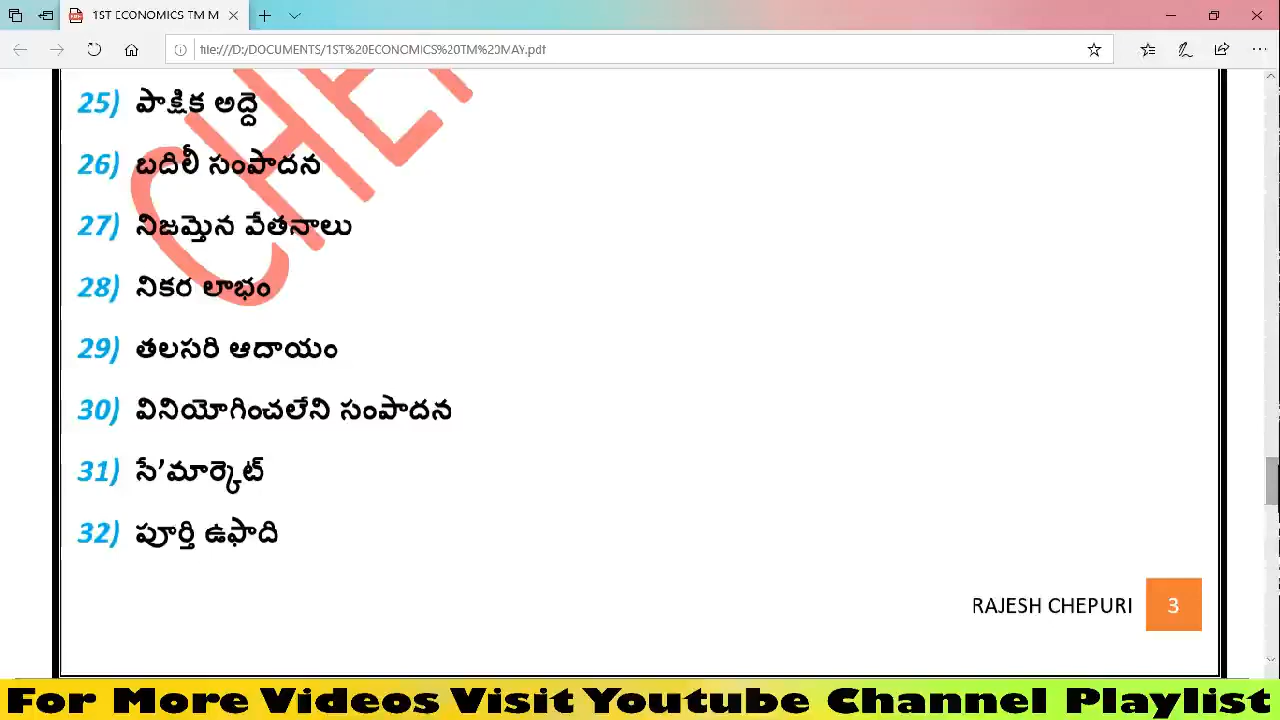 1ST ECONOMICS TM M
file:///D:/DOCUMENTS/1ST%20ECONOMICS%20TM%20MAY.pdf
CHE
25) పాక్షిక అద్దె
26) బదిలీ సంపాదన
27) నిజమైన వేతనాలు
28) నికర లాభం
29) తలసరి ఆదాయం
30) వినియోగించలేని సంపాదన
31) సే'మార్కెట్
32) పూర్తి ఉఫాది
RAJESH CHEPURI 3
For More Videos Visit Youtube Channel Playlist